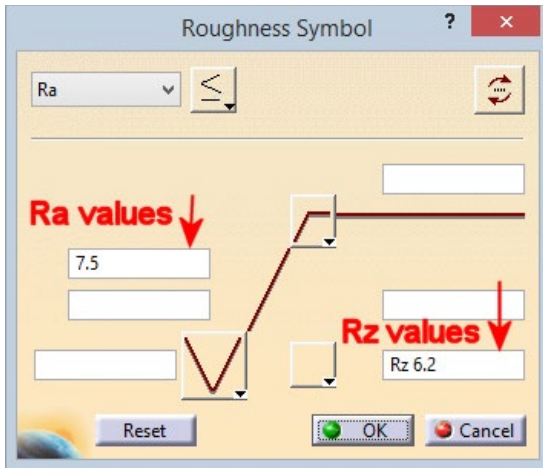 Roughness Symbol ? ×
Ra
Ra values
7.5
Rz values
Rz 6.2
Reset OK Cancel